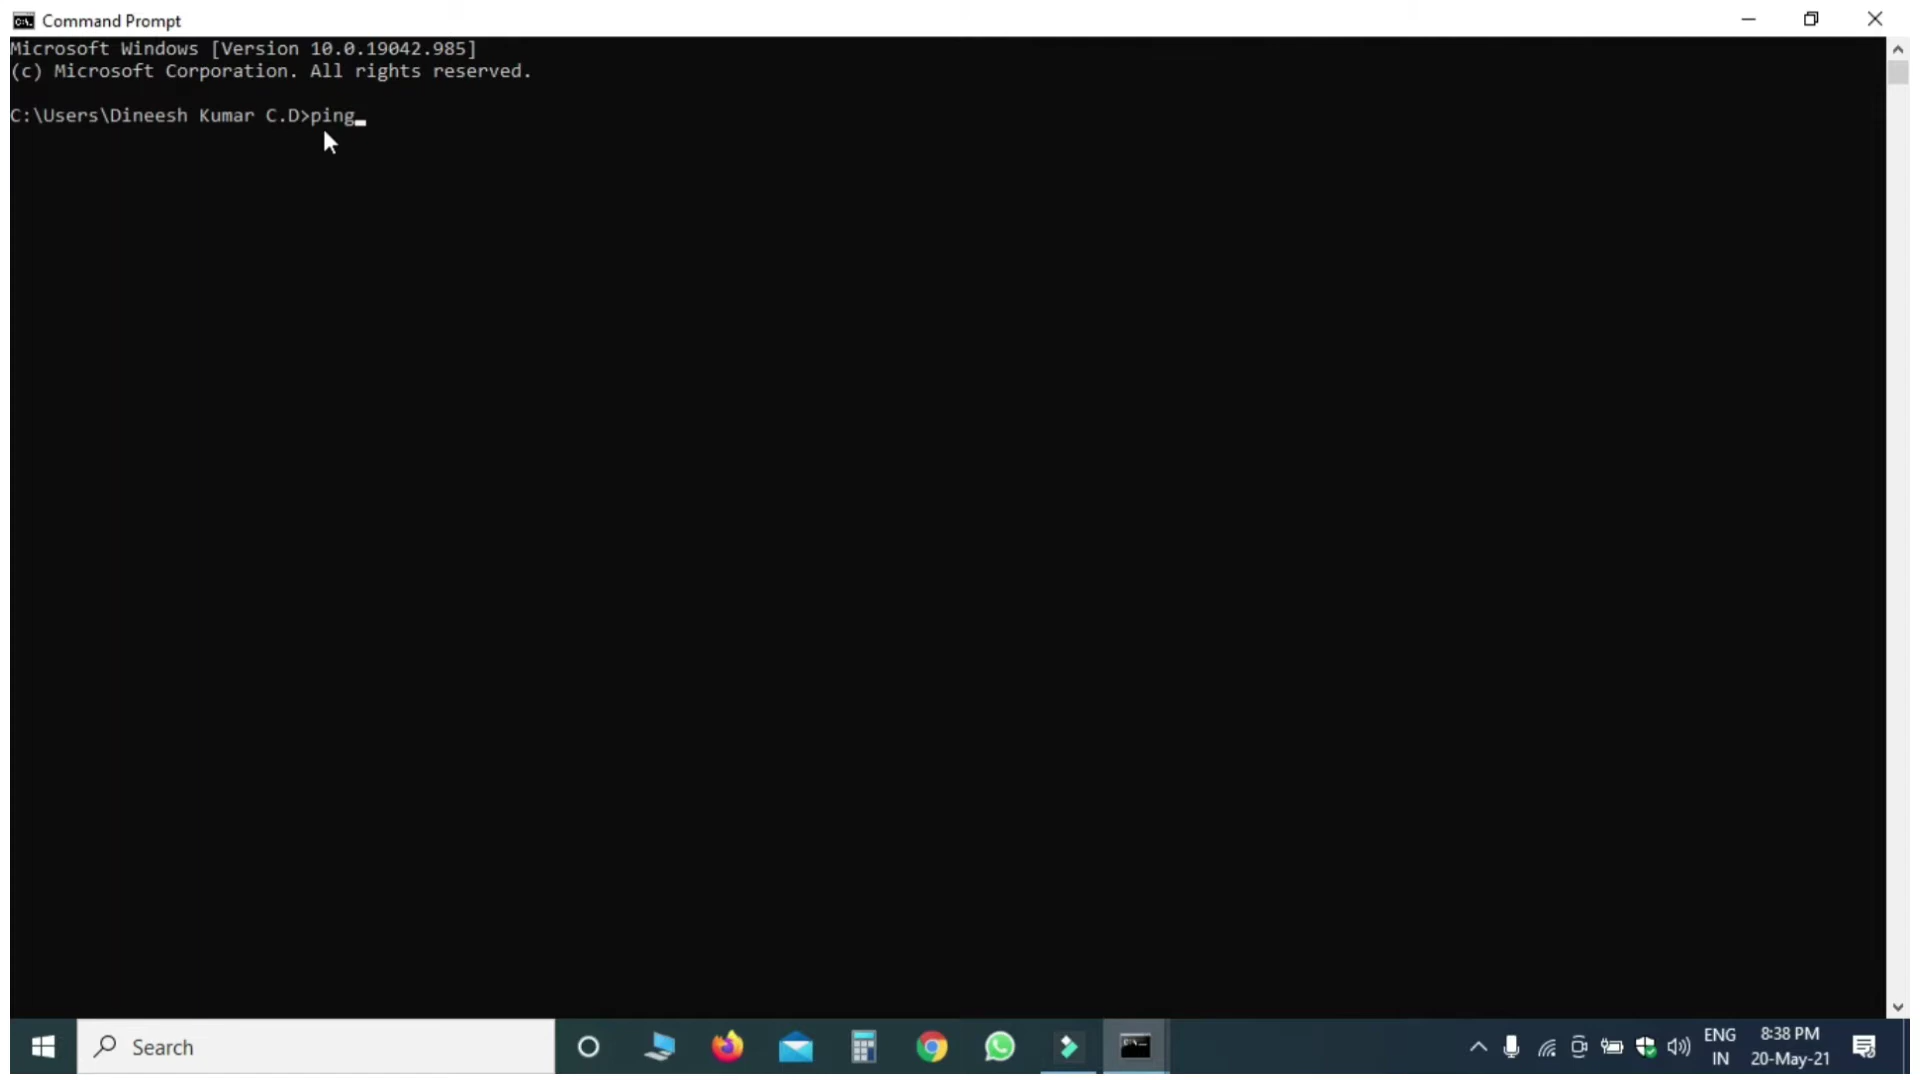 Command Prompt
Microsoft Windows [Version 10.0.19042.985]
(c) Microsoft Corporation. All rights reserved.
C:\Users\Dineesh Kumar C.D>ping
Search
ENG
IN
8:38 PM
20-May-21